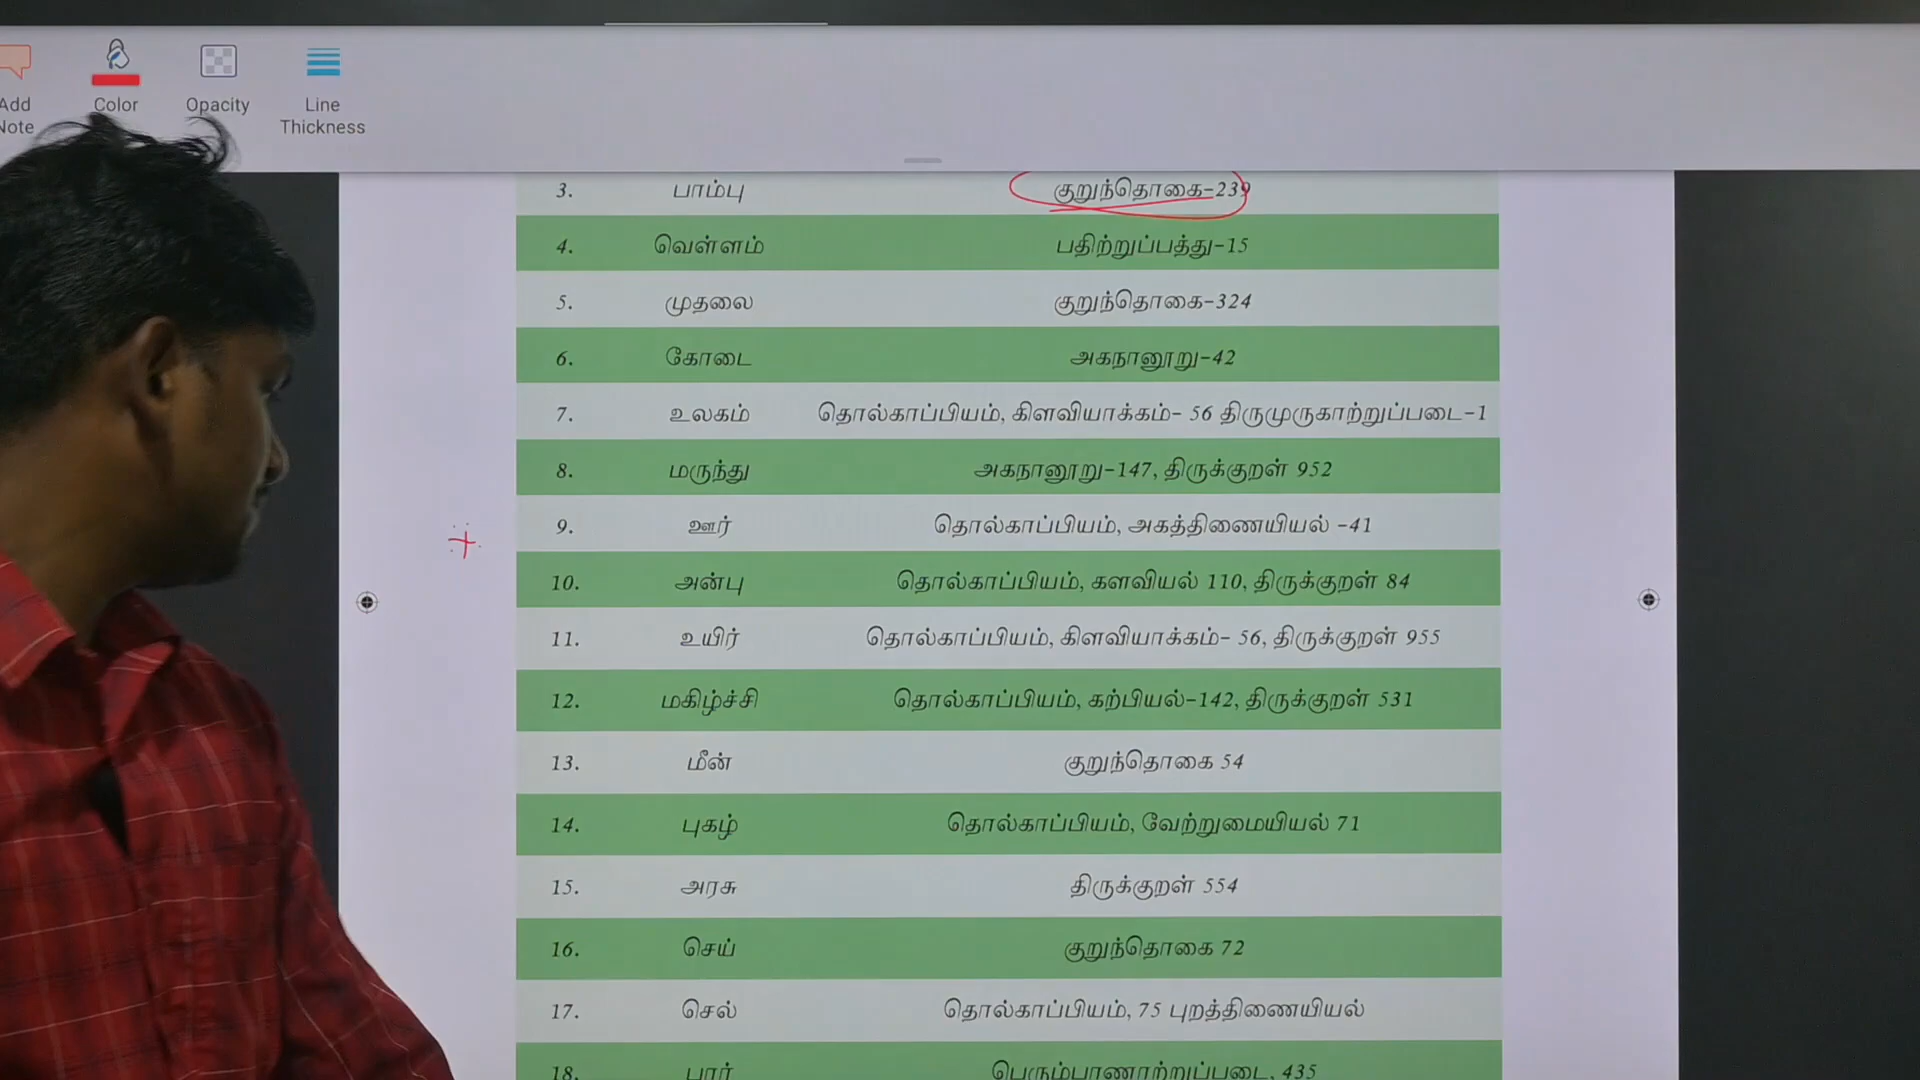 Add Note
Color
Opacity
Line Thickness
3. பாம்பு குறுந்தொகை-239
4. வெள்ளம் பதிற்றுப்பத்து-15
5. முதலை குறுந்தொகை-324
6. கோடை அகநானூறு-42
7. உலகம் தொல்காப்பியம், கிளவியாக்கம்- 56 திருமுருகாற்றுப்படை-1
8. மருந்து அகநானூறு-147, திருக்குறள் 952
9. ஊர் தொல்காப்பியம், அகத்திணையியல் -41
10. அன்பு தொல்காப்பியம், களவியல் 110, திருக்குறள் 84
11. உயிர் தொல்காப்பியம், கிளவியாக்கம்- 56, திருக்குறள் 955
12. மகிழ்ச்சி தொல்காப்பியம், கற்பியல்-142, திருக்குறள் 531
13. மீன் குறுந்தொகை 54
14. புகழ் தொல்காப்பியம், வேற்றுமையியல் 71
15. அரசு திருக்குறள் 554
16. செய் குறுந்தொகை 72
17. செல் தொல்காப்பியம், 75 புறத்திணையியல்
18. பார் பெரும்பாணாற்றுப்படை, 435